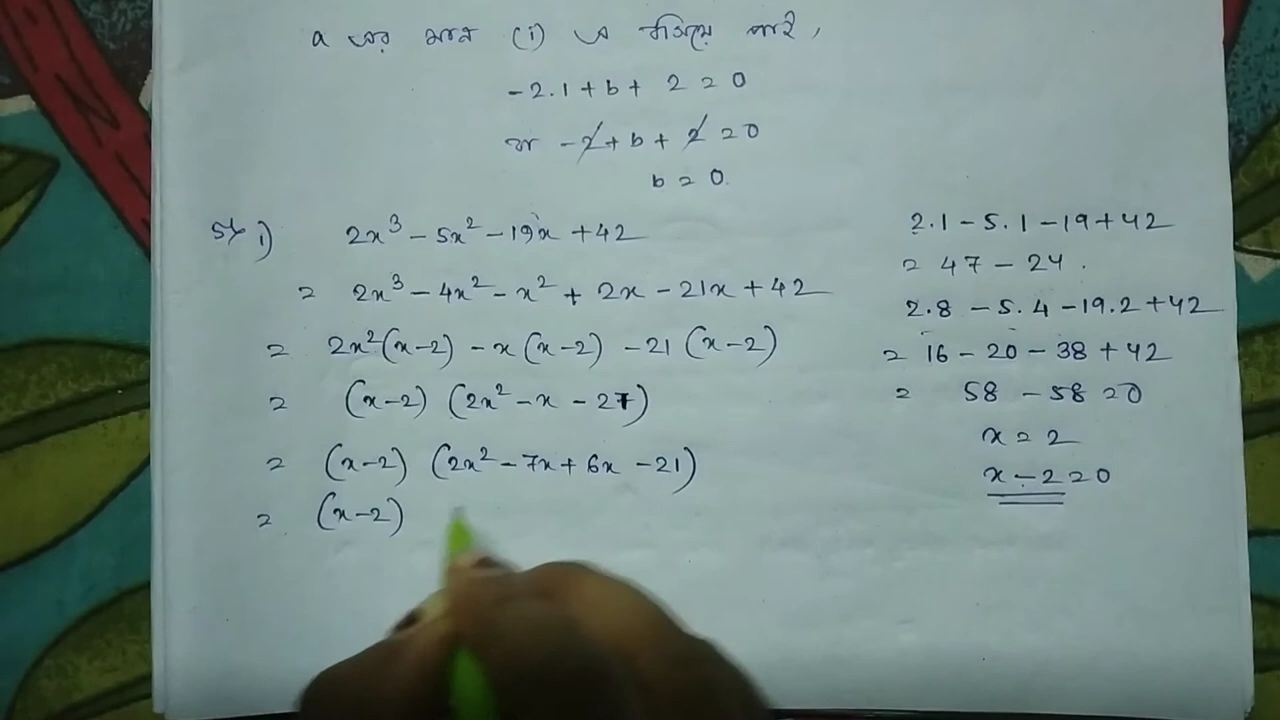 a এর মান (i) এ বসিয়ে পাই,
-2.1 + b + 2 = 0
বা -2 + b + 2 = 0
b = 0.
5) i) 2x³ - 5x² - 19x + 42
= 2x³ - 4x² - x² + 2x - 21x + 42
= 2x²(x-2) - x(x-2) - 21(x-2)
= (x-2) (2x² - x - 27)
= (x-2) (2x² - 7x + 6x - 21)
= (x-2)
2.1 - 5.1 - 19 + 42
= 47 - 24.
2.8 - 5.4 - 19.2 + 42
= 16 - 20 - 38 + 42
= 58 - 58 = 0
x = 2
x - 2 = 0